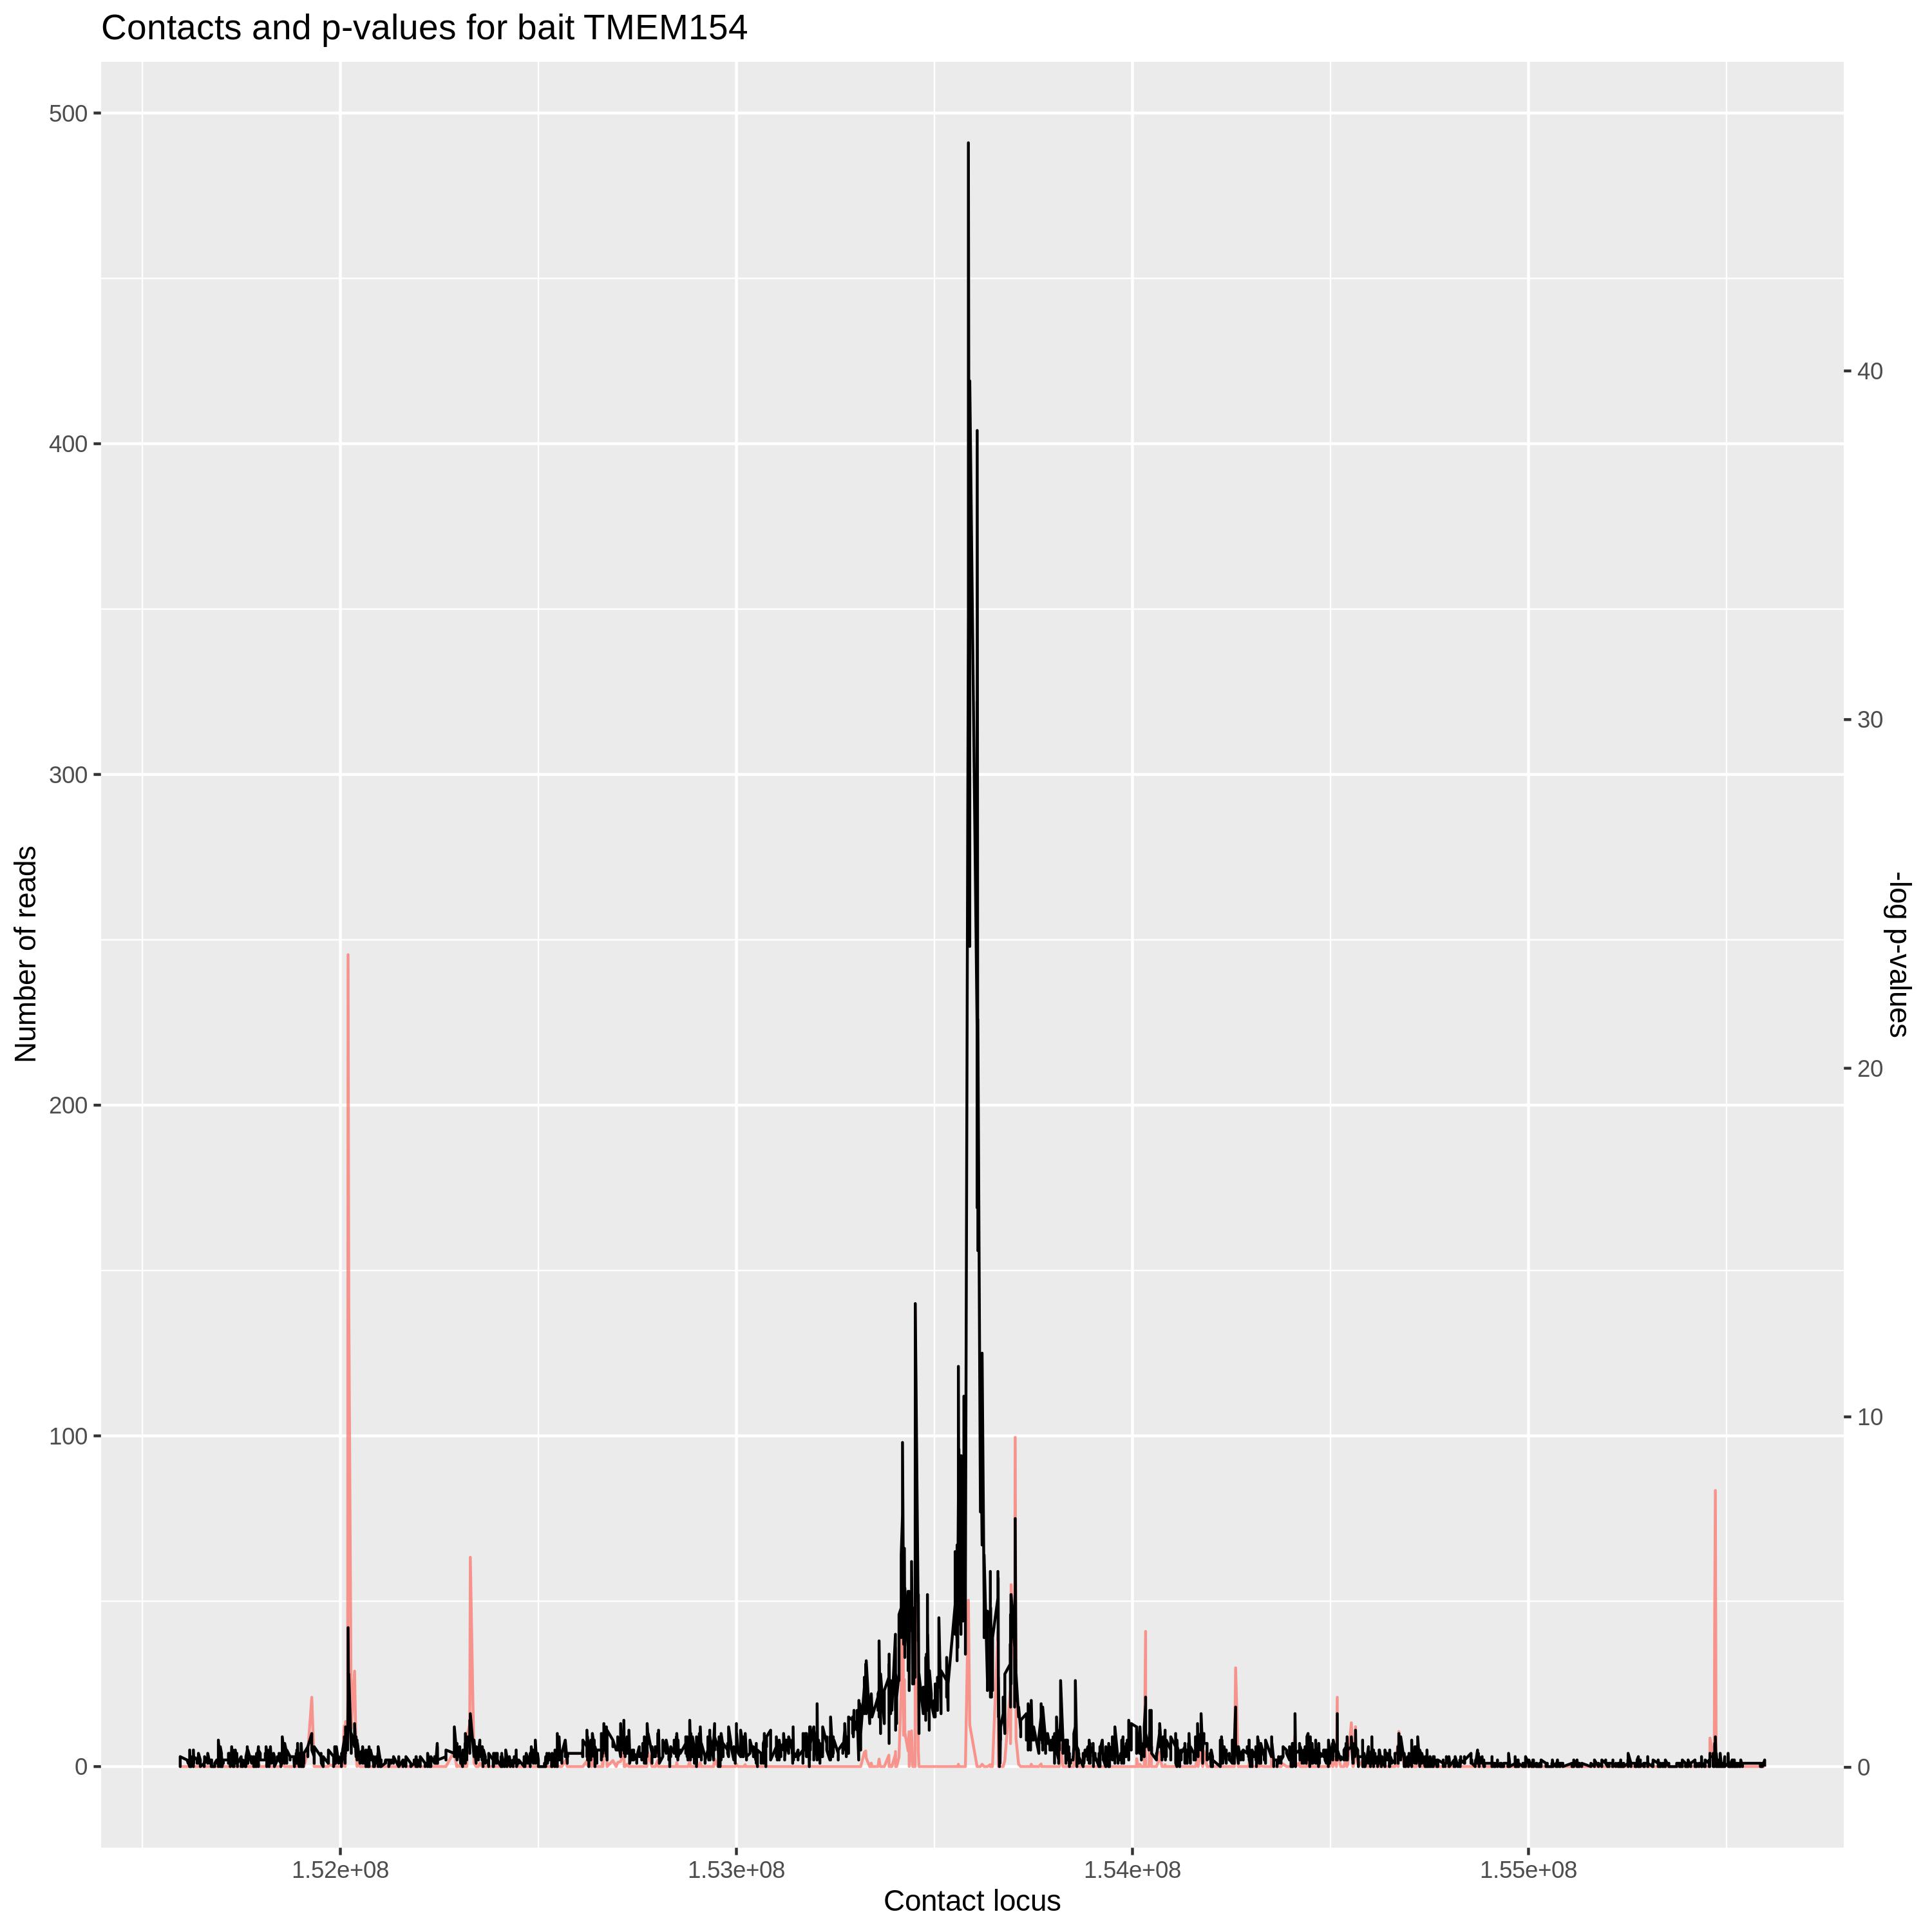 Contacts and p-values for bait TMEM154
500
400
300
200
100
0
Number of reads
40
30
20
10
0
-log p-values
1.52e+08
1.53e+08
1.54e+08
1.55e+08
Contact locus